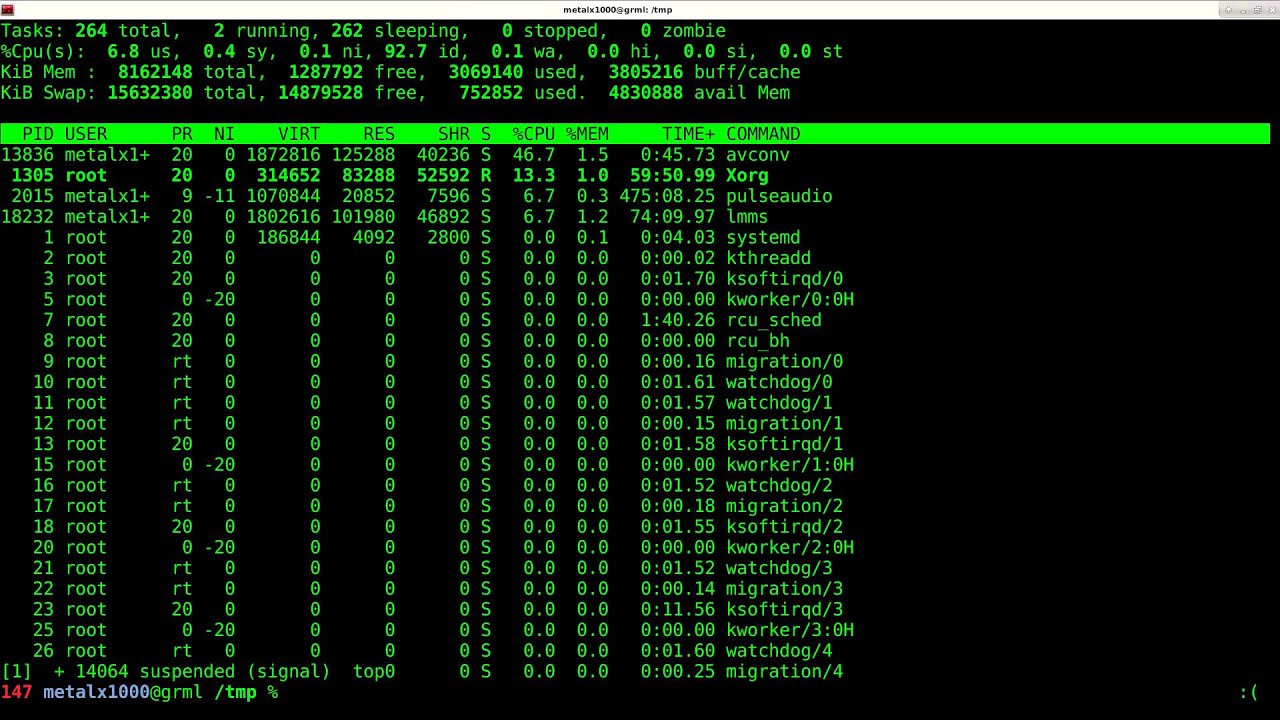 metalx1000@grml: /tmp
Tasks: 264 total,   2 running, 262 sleeping,   0 stopped,   0 zombie
%Cpu(s):  6.8 us,  0.4 sy,  0.1 ni, 92.7 id,  0.1 wa,  0.0 hi,  0.0 si,  0.0 st
KiB Mem :  8162148 total,  1287792 free,  3069140 used,  3805216 buff/cache
KiB Swap: 15632380 total, 14879528 free,   752852 used.  4830888 avail Mem
  PID USER      PR  NI    VIRT    RES    SHR S  %CPU %MEM     TIME+ COMMAND
13836 metalx1+  20   0 1872816 125288  40236 S  46.7  1.5   0:45.73 avconv
 1305 root      20   0  314652  83288  52592 R  13.3  1.0  59:50.99 Xorg
 2015 metalx1+   9 -11 1070844  20852   7596 S   6.7  0.3 475:08.25 pulseaudio
18232 metalx1+  20   0 1802616 101980  46892 S   6.7  1.2  74:09.97 lmms
    1 root      20   0  186844   4092   2800 S   0.0  0.1   0:04.03 systemd
    2 root      20   0       0      0      0 S   0.0  0.0   0:00.02 kthreadd
    3 root      20   0       0      0      0 S   0.0  0.0   0:01.70 ksoftirqd/0
    5 root       0 -20       0      0      0 S   0.0  0.0   0:00.00 kworker/0:0H
    7 root      20   0       0      0      0 S   0.0  0.0   1:40.26 rcu_sched
    8 root      20   0       0      0      0 S   0.0  0.0   0:00.00 rcu_bh
    9 root      rt   0       0      0      0 S   0.0  0.0   0:00.16 migration/0
   10 root      rt   0       0      0      0 S   0.0  0.0   0:01.61 watchdog/0
   11 root      rt   0       0      0      0 S   0.0  0.0   0:01.57 watchdog/1
   12 root      rt   0       0      0      0 S   0.0  0.0   0:00.15 migration/1
   13 root      20   0       0      0      0 S   0.0  0.0   0:01.58 ksoftirqd/1
   15 root       0 -20       0      0      0 S   0.0  0.0   0:00.00 kworker/1:0H
   16 root      rt   0       0      0      0 S   0.0  0.0   0:01.52 watchdog/2
   17 root      rt   0       0      0      0 S   0.0  0.0   0:00.18 migration/2
   18 root      20   0       0      0      0 S   0.0  0.0   0:01.55 ksoftirqd/2
   20 root       0 -20       0      0      0 S   0.0  0.0   0:00.00 kworker/2:0H
   21 root      rt   0       0      0      0 S   0.0  0.0   0:01.52 watchdog/3
   22 root      rt   0       0      0      0 S   0.0  0.0   0:00.14 migration/3
   23 root      20   0       0      0      0 S   0.0  0.0   0:11.56 ksoftirqd/3
   25 root       0 -20       0      0      0 S   0.0  0.0   0:00.00 kworker/3:0H
   26 root      rt   0       0      0      0 S   0.0  0.0   0:01.60 watchdog/4
[1]  + 14064 suspended (signal)  top0      0 S   0.0  0.0   0:00.25 migration/4
147 metalx1000@grml /tmp % :(